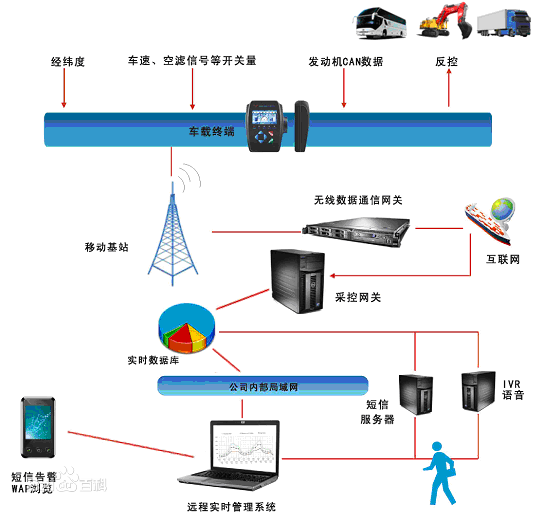 经纬度
车速、空滤信号等开关量
发动机CAN数据
反控
车载终端
无线数据通信网关
移动基站
互联网
采控网关
实时数据库
公司内部局域网
短信
服务器
IVR
语音
短信告警
WAP浏览
百科
远程实时管理系统